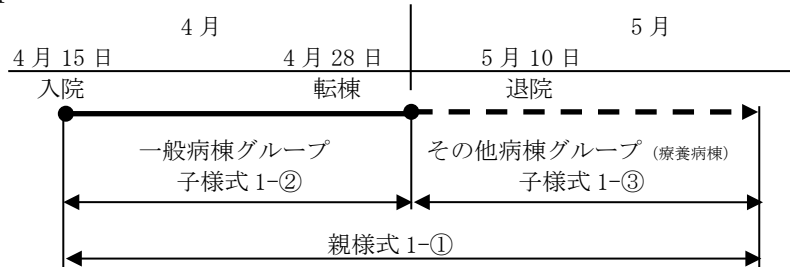 4月 5月
4月15日 4月28日 5月10日
入院 転棟 退院
一般病棟グループ その他病棟グループ (療養病棟)
子様式 1-② 子様式 1-③
親様式 1-①